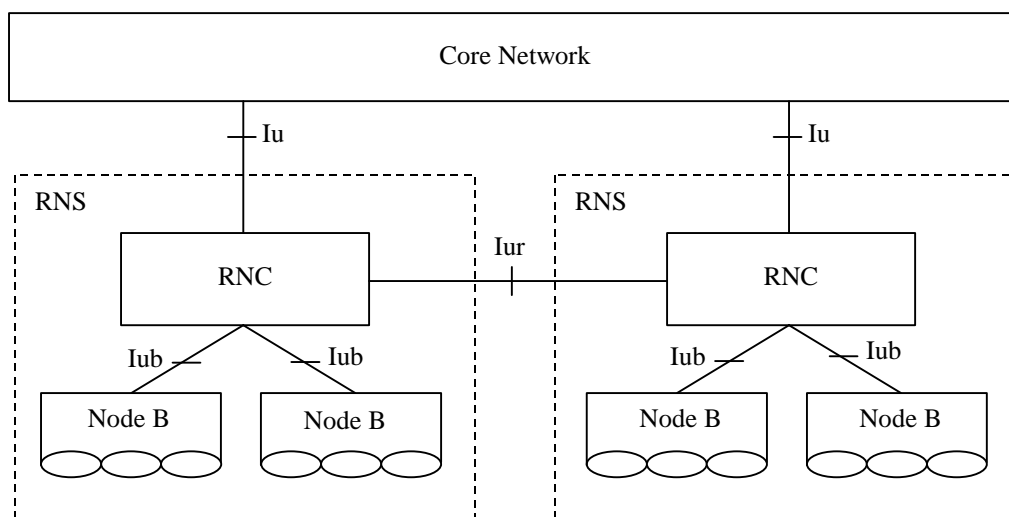 Core Network
Iu
Iu
RNS
RNS
Iur
RNC
RNC
Iub
Iub
Iub
Iub
Node B
Node B
Node B
Node B